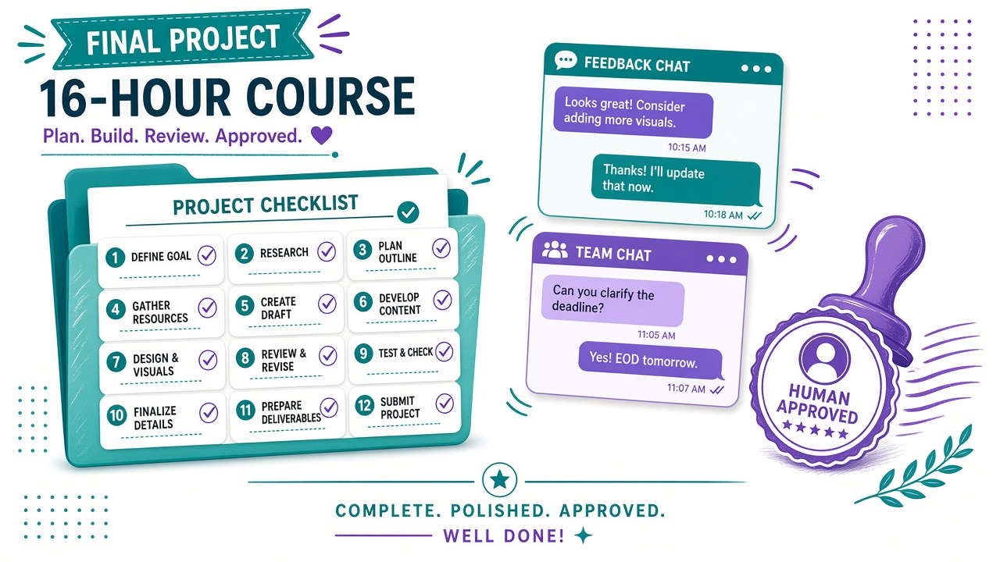 FINAL PROJECT
16-HOUR COURSE
Plan. Build. Review. Approved.
PROJECT CHECKLIST
1 DEFINE GOAL
2 RESEARCH
3 PLAN
OUTLINE
4 GATHER
RESOURCES
5 CREATE
DRAFT
6 DEVELOP
CONTENT
7 DESIGN &
VISUALS
8 REVIEW &
REVISE
9 TEST & CHECK
10 FINALIZE
DETAILS
11 PREPARE
DELIVERABLES
12 SUBMIT
PROJECT
FEEDBACK CHAT
Looks great! Consider
adding more visuals.
10:15 AM
Thanks! I'll update
that now.
10:18 AM
TEAM CHAT
Can you clarify the
deadline?
11:05 AM
Yes! EOD tomorrow.
11:07 AM
HUMAN
APPROVED
COMPLETE. POLISHED. APPROVED.
WELL DONE!